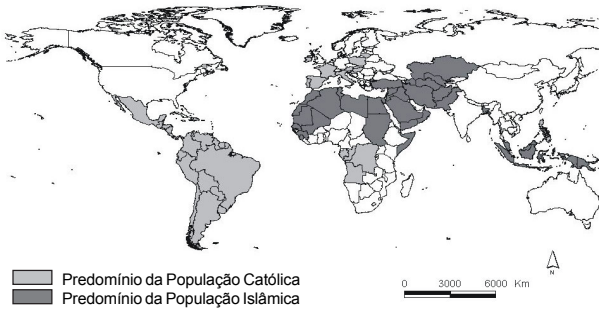 N
0 3000 6000 Km
Predomínio da População Católica
Predomínio da População Islâmica